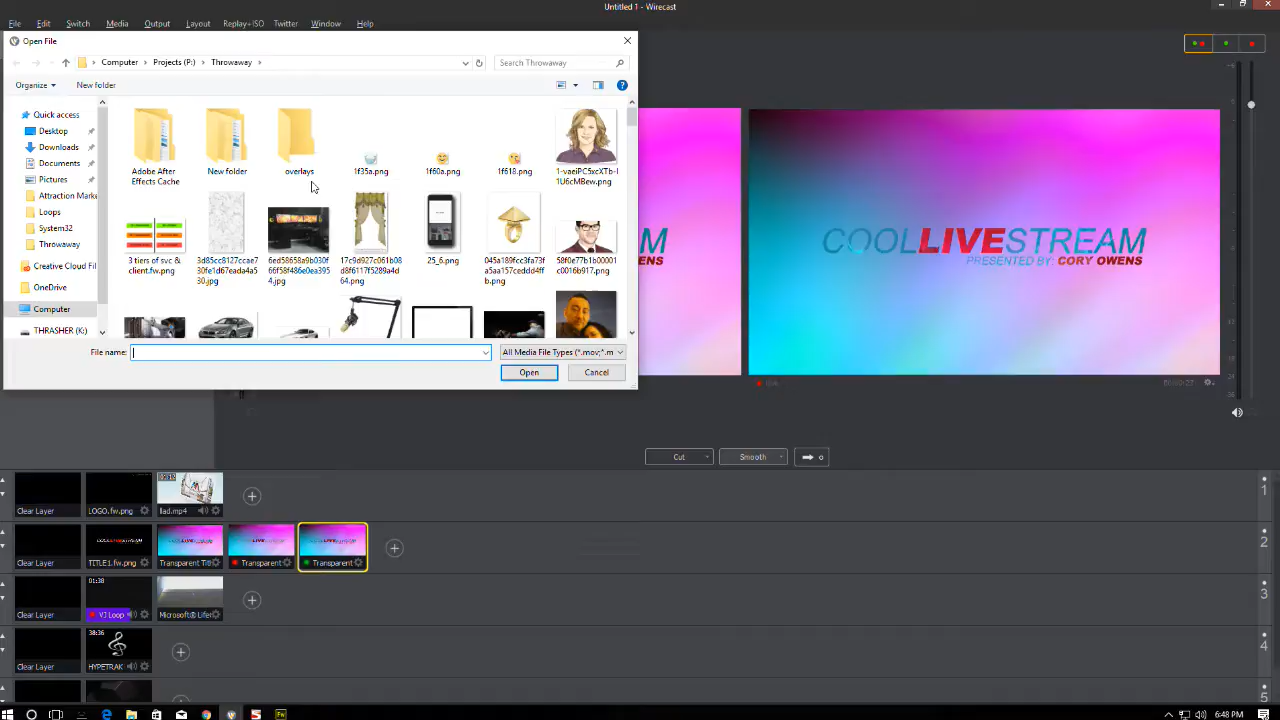 Untitled 1 - Wirecast
File Edit Switch Media Output Layout Replay+ISO Twitter Window Help
Open File
Computer > Projects (P:) > Throwaway >
Search Throwaway
Organize
New folder
Quick access
Desktop
Downloads
Documents
Pictures
Attraction Marke
Loops
System32
Throwaway
Creative Cloud Fil
OneDrive
Computer
THRASHER (K:)
Adobe After
Effects Cache
New folder
overlays
1f35a.png
1f60a.png
1f618.png
1-vaeiPC5xcXTb-I
1U6cMBew.png
3 tiers of svc &
client.fw.png
3d85cc8127ccae7
30fe1d67eada4a5
30.jpg
6ed58658a9b030f
66f58f486e0ea395
4.jpg
17c9d927c061b08
d8f6117f5289a4d
64.png
25_6.png
045a189fcc3fa73f
a5aa157ceddd4ff
b.png
58f0e77b1b00001
c0016b917.png
File name:
All Media File Types (*.mov;*.m
Open
Cancel
M
ENS
COOLLIVESTREAM
PRESENTED BY: CORY OWENS
Cut
Smooth
Clear Layer
LOGO.fw.png
1
Clear Layer
COOLLIVESTREAM
TITLE1.fw.png
Transparent Titl
Transparent
Transparent
2
01:38
Clear Layer
VJ Loop
Microsoft® Lifer
3
38:36
Clear Layer
HYPETRAK
4
5
6:48 PM